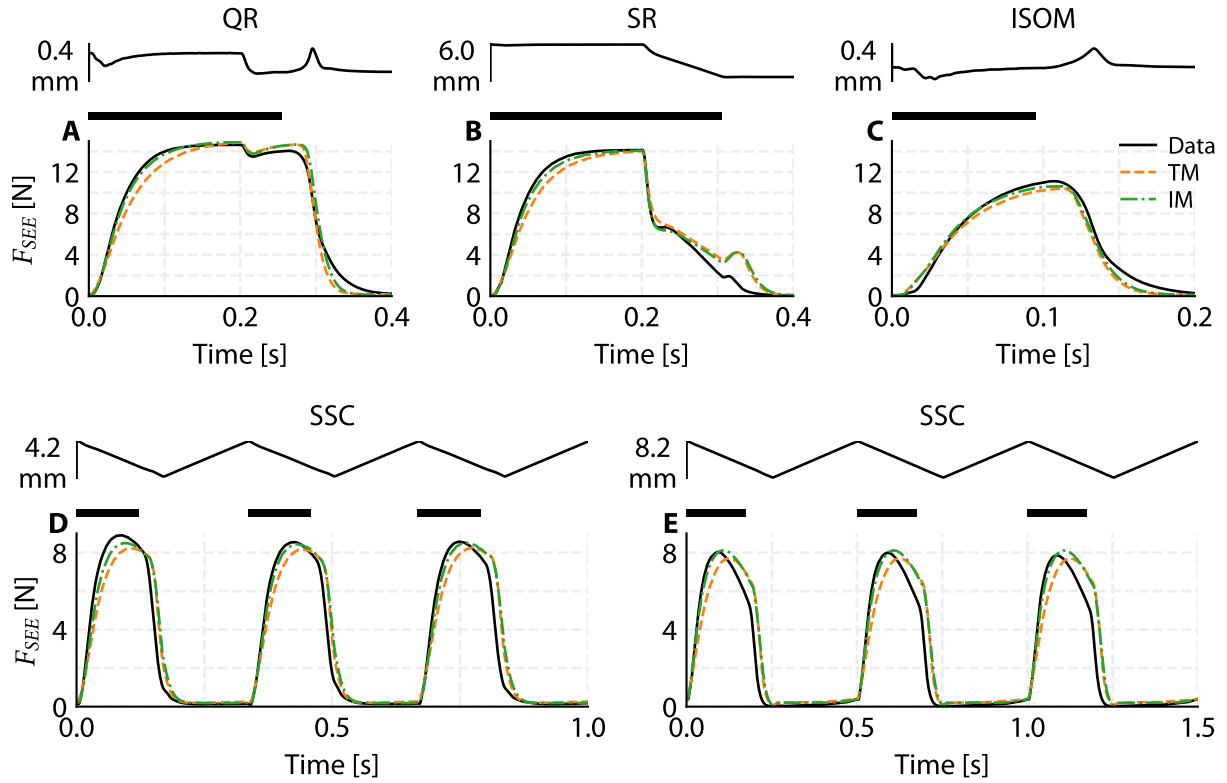 QR SR ISOM
0.4 6.0 0.4
mm mm mm
A B C
12 12 12
8 8 8
4 4 4
0 0 0
F_SEE [N]
Data
TM
IM
0.0 0.2 0.4 0.0 0.2 0.4 0.0 0.1 0.2
Time [s] Time [s] Time [s]
SSC SSC
4.2 8.2
mm mm
D E
8 8
4 4
0 0
F_SEE [N]
0.0 0.5 1.0 0.0 0.5 1.0 1.5
Time [s] Time [s]